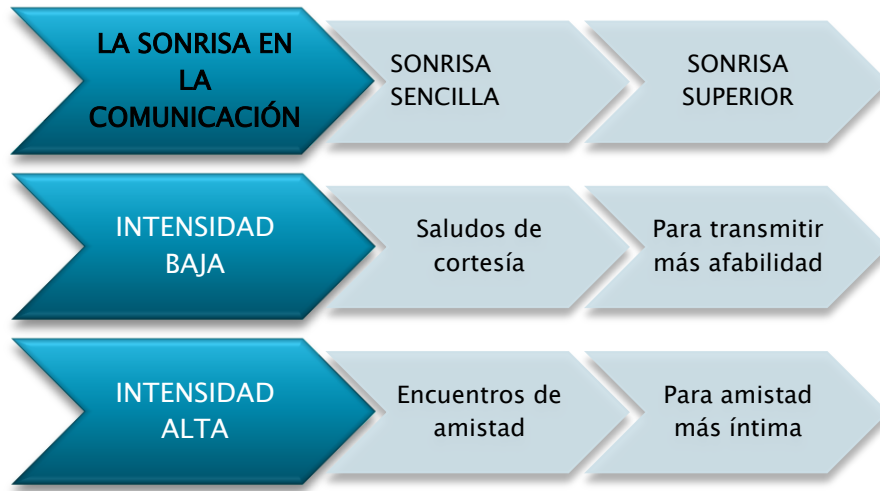 LA SONRISA EN
LA
COMUNICACIÓN
SONRISA
SENCILLA
SONRISA
SUPERIOR
INTENSIDAD
BAJA
Saludos de
cortesía
Para transmitir
más afabilidad
INTENSIDAD
ALTA
Encuentros de
amistad
Para amistad
más íntima